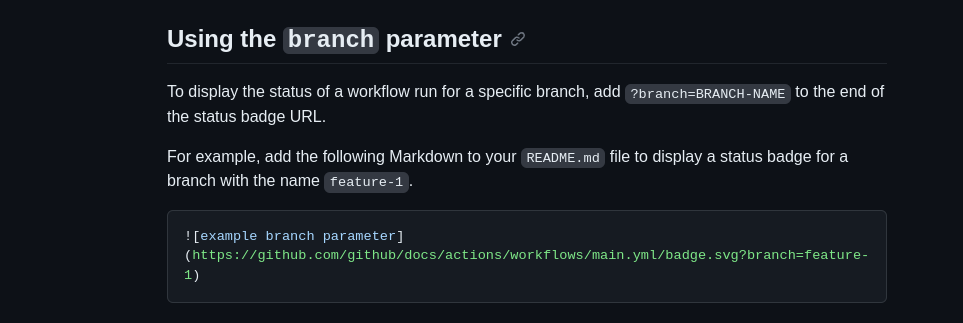 Using the branch parameter
To display the status of a workflow run for a specific branch, add ?branch=BRANCH-NAME to the end of
the status badge URL.
For example, add the following Markdown to your README.md file to display a status badge for a
branch with the name feature-1.
![example branch parameter]
(https://github.com/github/docs/actions/workflows/main.yml/badge.svg?branch=feature-
1)